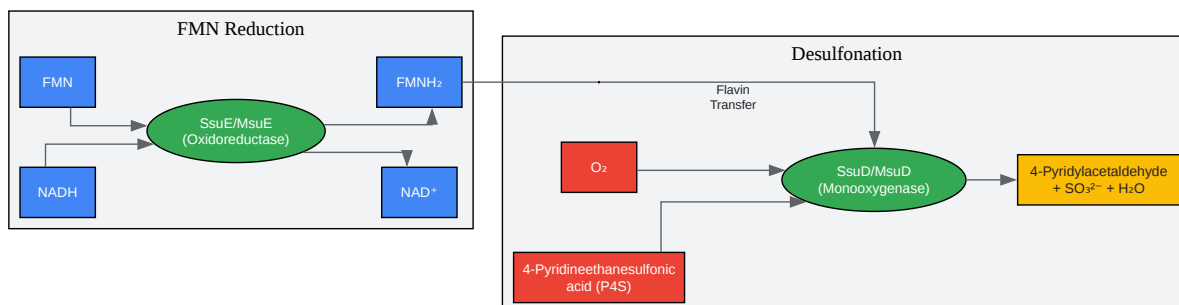 FMN Reduction
FMN
FMNH₂
SsuE/MsuE
(Oxidoreductase)
NADH
NAD⁺
Desulfonation
Flavin
Transfer
O₂
SsuD/MsuD
(Monooxygenase)
4-Pyridylacetaldehyde
+ SO₃²⁻ + H₂O
4-Pyridineethanesulfonic
acid (P4S)